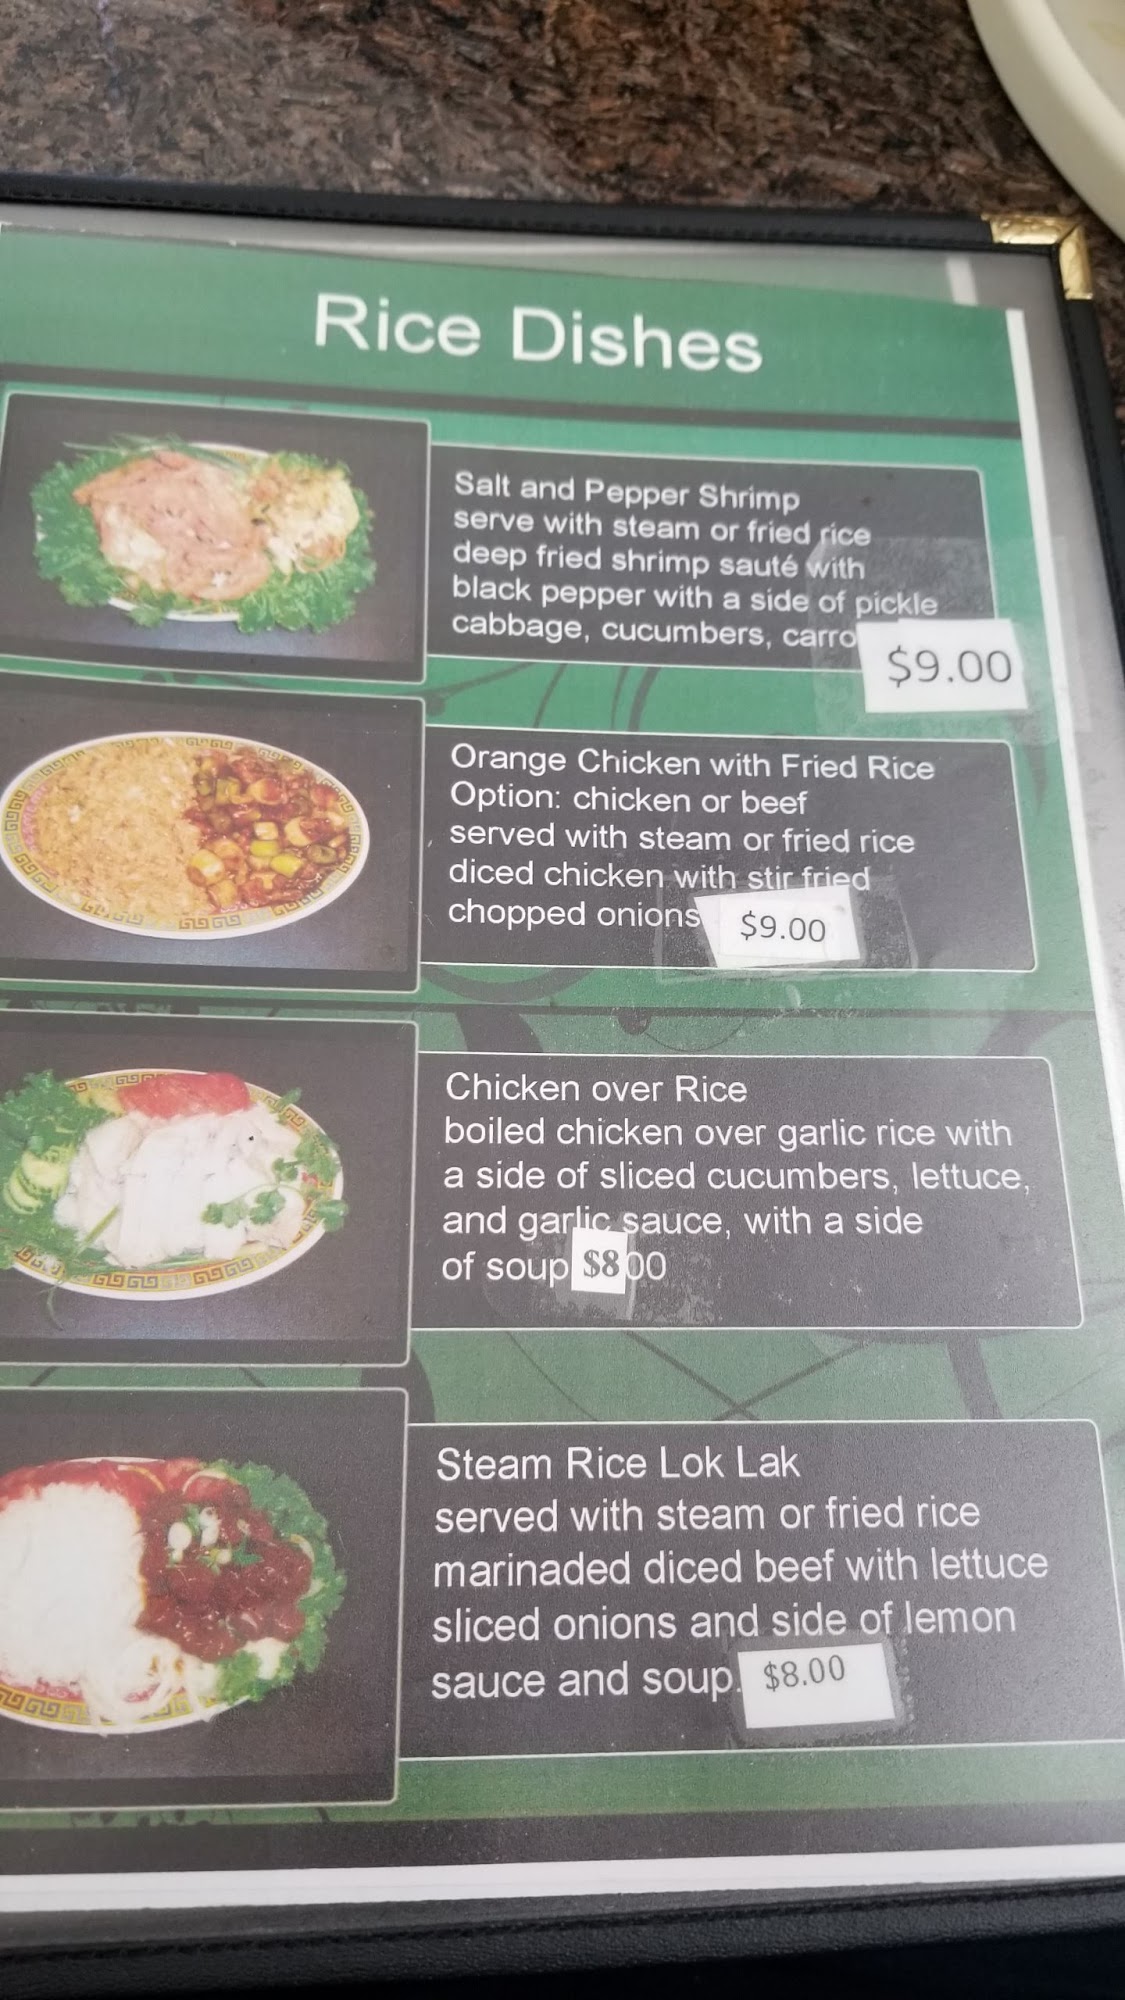 Rice Dishes
Salt and Pepper Shrimp
serve with steam or fried rice
deep fried shrimp sauté with
black pepper with a side of pickle
cabbage, cucumbers, carro
$9.00
Orange Chicken with Fried Rice
Option: chicken or beef
served with steam or fried rice
diced chicken with stir fried
chopped onions $9.00
Chicken over Rice
boiled chicken over garlic rice with
a side of sliced cucumbers, lettuce,
and garlic sauce, with a side
of soup $8 00
Steam Rice Lok Lak
served with steam or fried rice
marinaded diced beef with lettuce
sliced onions and side of lemon
sauce and soup. $8.00